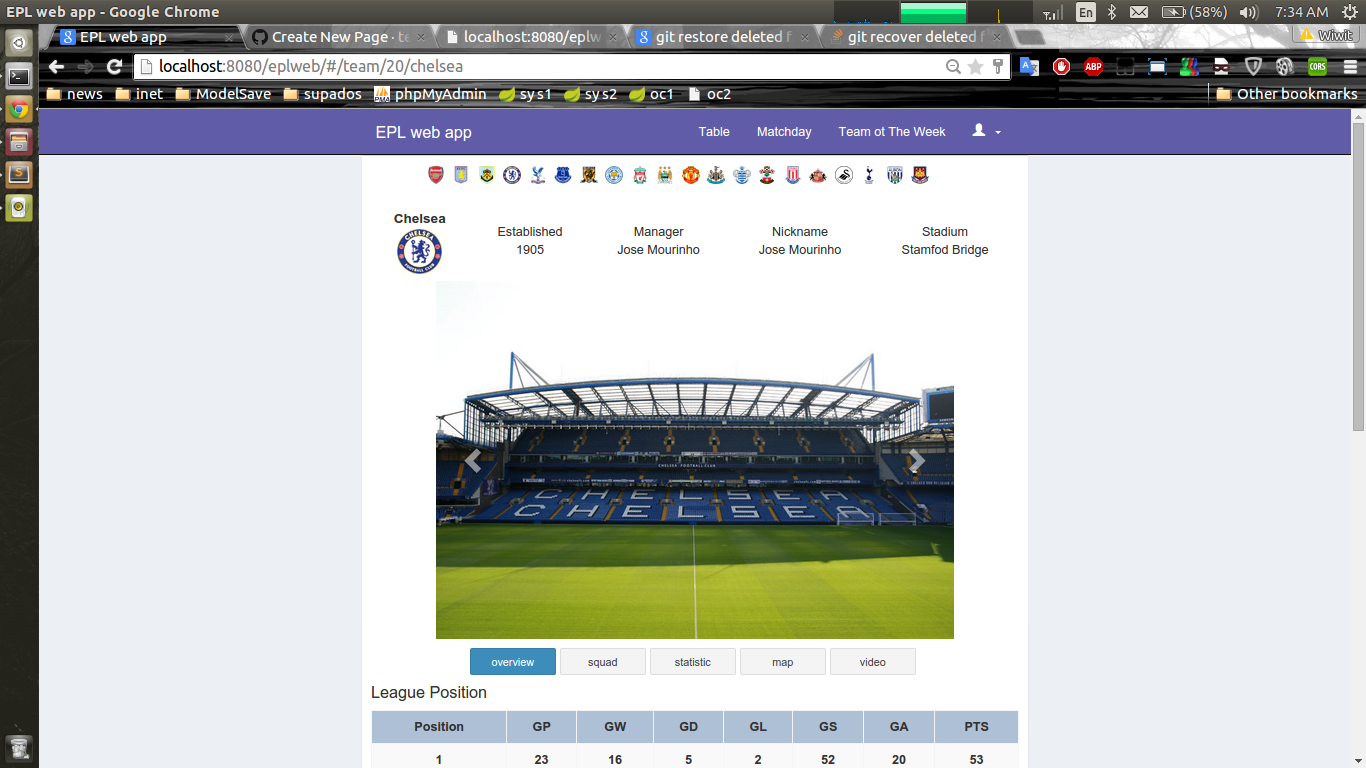 EPL web app - Google Chrome
En (58%) 7:34 AM
EPL web app Create New Page · te localhost:8080/eplw git restore deleted f git recover deleted f Wiwit
localhost:8080/eplweb/#/team/20/chelsea ABP CORS
news inet ModelSave supados phpMyAdmin sys1 sys2 oc1 oc2 Other bookmarks
EPL web app Table Matchday Team ot The Week
Chelsea
Established Manager Nickname Stadium
1905 Jose Mourinho Jose Mourinho Stamfod Bridge
CHELSEA FOOTBALL CLUB
CHELSEA
CHELSEA
overview squad statistic map video
League Position
Position GP GW GD GL GS GA PTS
1 23 16 5 2 52 20 53